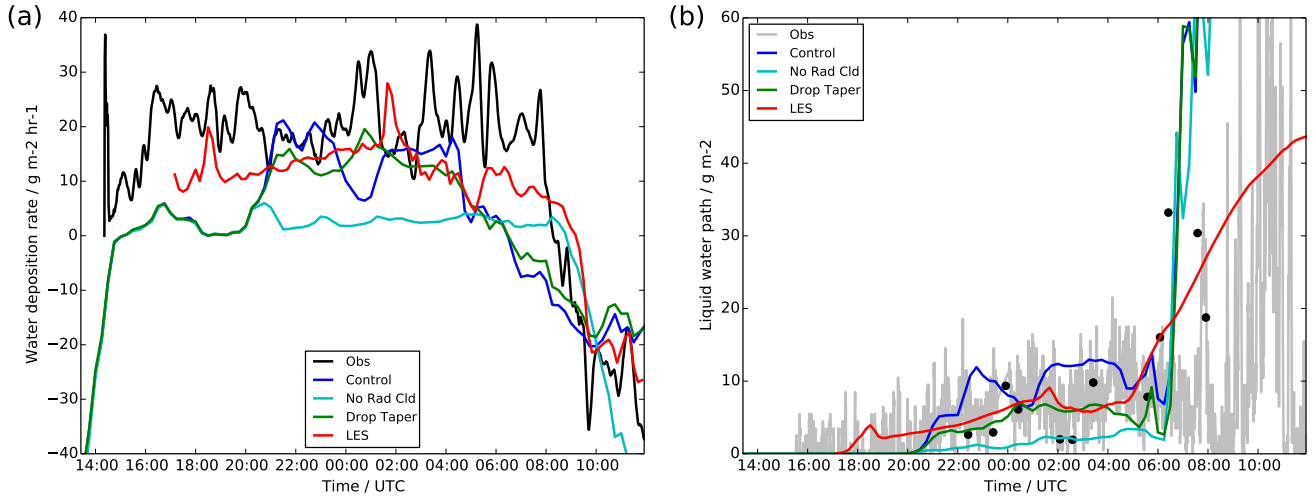 (a)
Water deposition rate / g m-2 hr-1
40
30
20
10
0
−10
−20
−30
−40
14:00 16:00 18:00 20:00 22:00 00:00 02:00 04:00 06:00 08:00 10:00
Time / UTC
Obs
Control
No Rad Cld
Drop Taper
LES
(b)
Liquid water path / g m-2
60
50
40
30
20
10
0
14:00 16:00 18:00 20:00 22:00 00:00 02:00 04:00 06:00 08:00 10:00
Time / UTC
Obs
Control
No Rad Cld
Drop Taper
LES